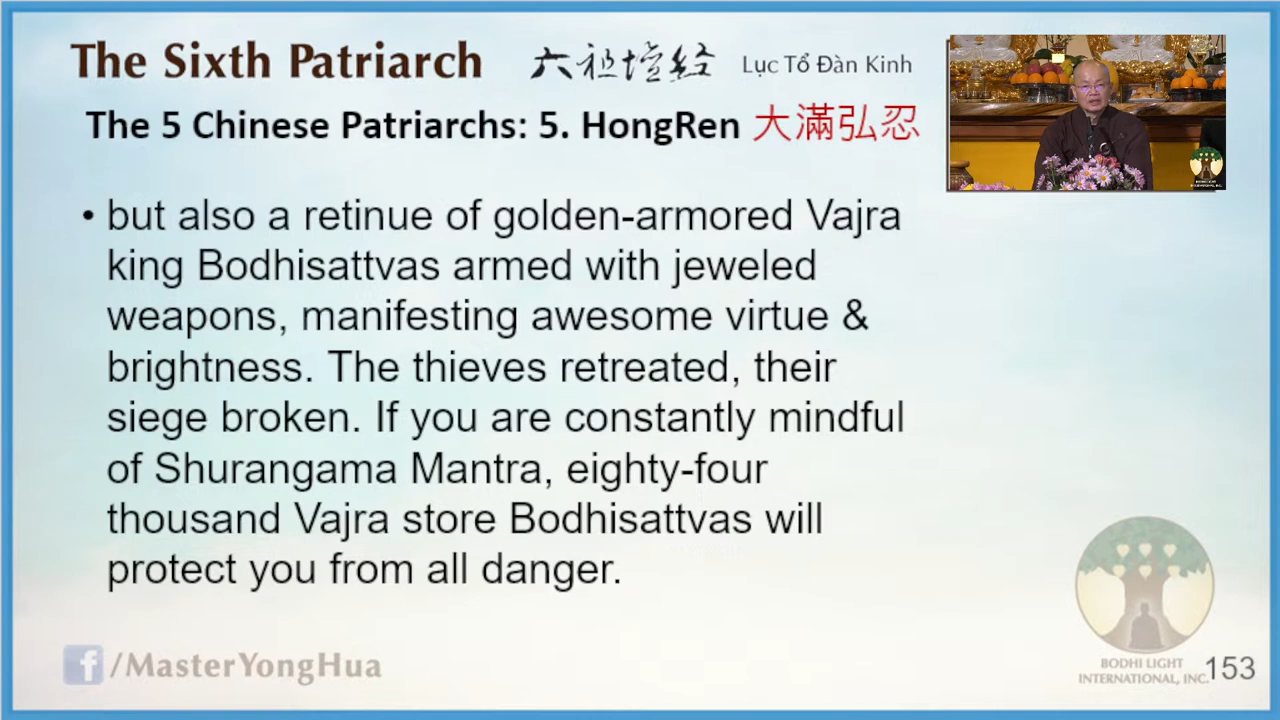 The Sixth Patriarch 六祖壇经 Lục Tổ Đàn Kinh
The 5 Chinese Patriarchs: 5. HongRen 大滿弘忍
• but also a retinue of golden-armored Vajra
king Bodhisattvas armed with jeweled
weapons, manifesting awesome virtue &
brightness. The thieves retreated, their
siege broken. If you are constantly mindful
of Shurangama Mantra, eighty-four
thousand Vajra store Bodhisattvas will
protect you from all danger.
f /MasterYongHua
BODHI LIGHT
INTERNATIONAL, INC.
153